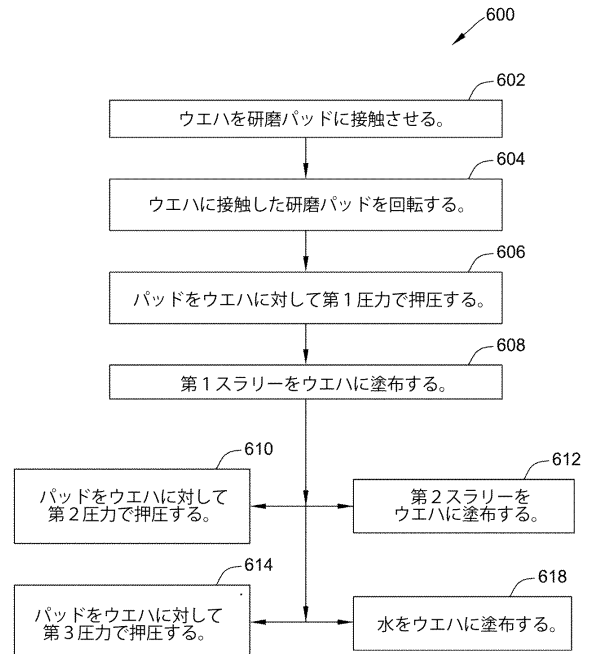 600
602
ウエハを研磨パッドに接触させる。
604
ウエハに接触した研磨パッドを回転する。
606
パッドをウエハに対して第1圧力で押圧する。
608
第1スラリーをウエハに塗布する。
610
パッドをウエハに対して
第2圧力で押圧する。
612
第2スラリーを
ウエハに塗布する。
614
パッドをウエハに対して
第3圧力で押圧する。
618
水をウエハに塗布する。